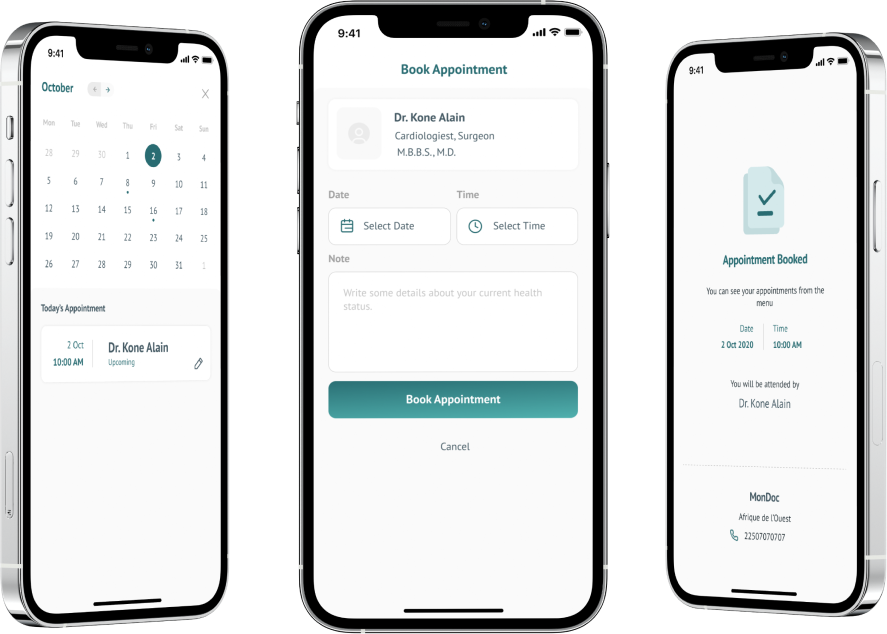 9:41
October
Mon Tue Wed Thu Fri Sat Sun
28 29 30 1 2 3 4
5 6 7 8 9 10 11
12 13 14 15 16 17 18
19 20 21 22 23 24 25
26 27 28 29 30 31 1
Today's Appointment
2 Oct
10:00 AM
Dr. Kone Alain
Upcoming
9:41
Book Appointment
Dr. Kone Alain
Cardiologiest, Surgeon
M.B.B.S., M.D.
Date Time
Select Date Select Time
Note
Write some details about your current health
status.
Book Appointment
Cancel
9:41
Appointment Booked
You can see your appointments from the
menu
Date Time
2 Oct 2020 10:00 AM
You will be attended by
Dr. Kone Alain
MonDoc
Afrique de l'Ouest
22507070707